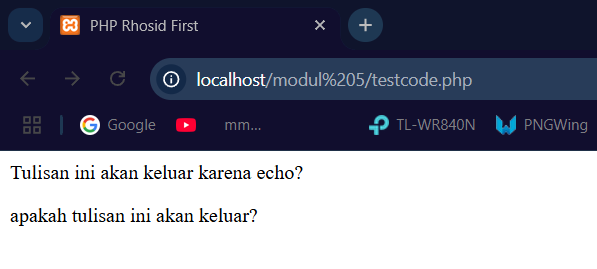 PHP Rhosid First
localhost/modul%205/testcode.php
Google mm... TL-WR840N PNGWing
Tulisan ini akan keluar karena echo?
apakah tulisan ini akan keluar?